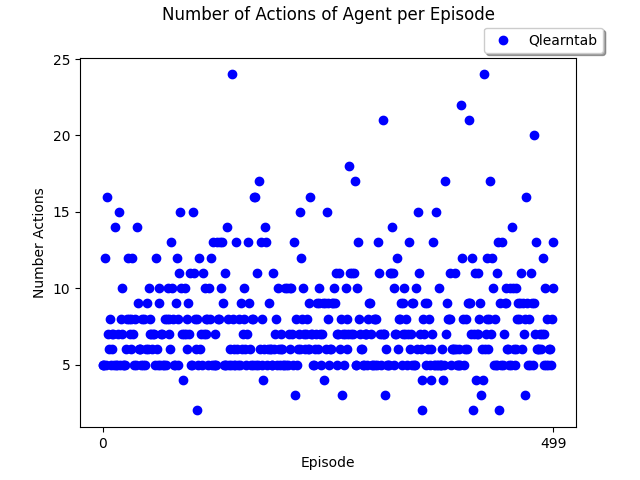 Number of Actions of Agent per Episode
Qlearntab
25
20
15
10
5
Number Actions
0 499
Episode